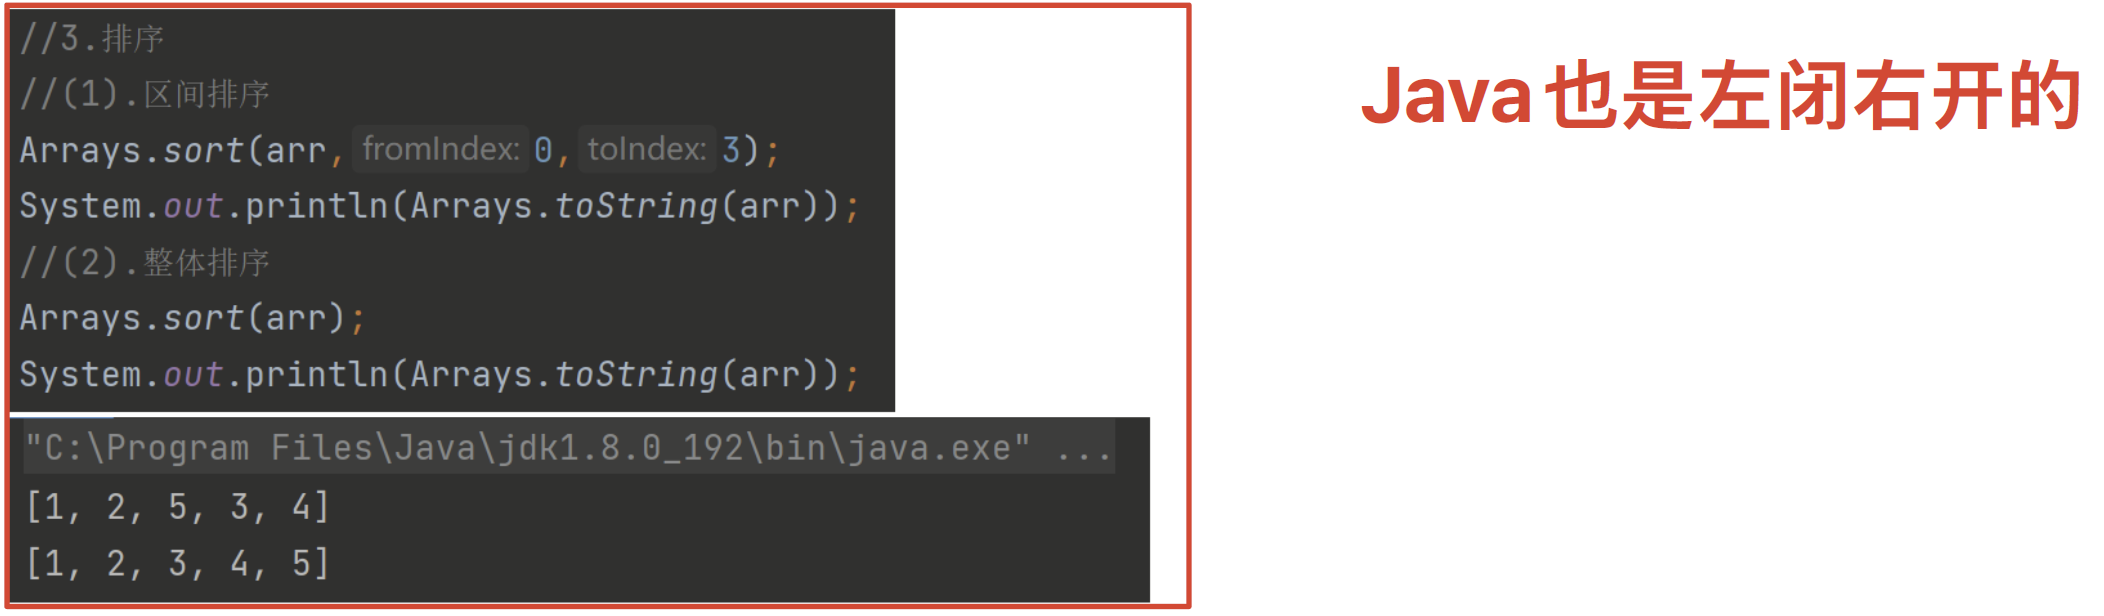 //3.排序
//(1).区间排序
Arrays.sort(arr, fromIndex: 0, toIndex: 3);
System.out.println(Arrays.toString(arr));
//(2).整体排序
Arrays.sort(arr);
System.out.println(Arrays.toString(arr));
"C:\Program Files\Java\jdk1.8.0_192\bin\java.exe" ...
[1, 2, 5, 3, 4]
[1, 2, 3, 4, 5]
Java也是左闭右开的